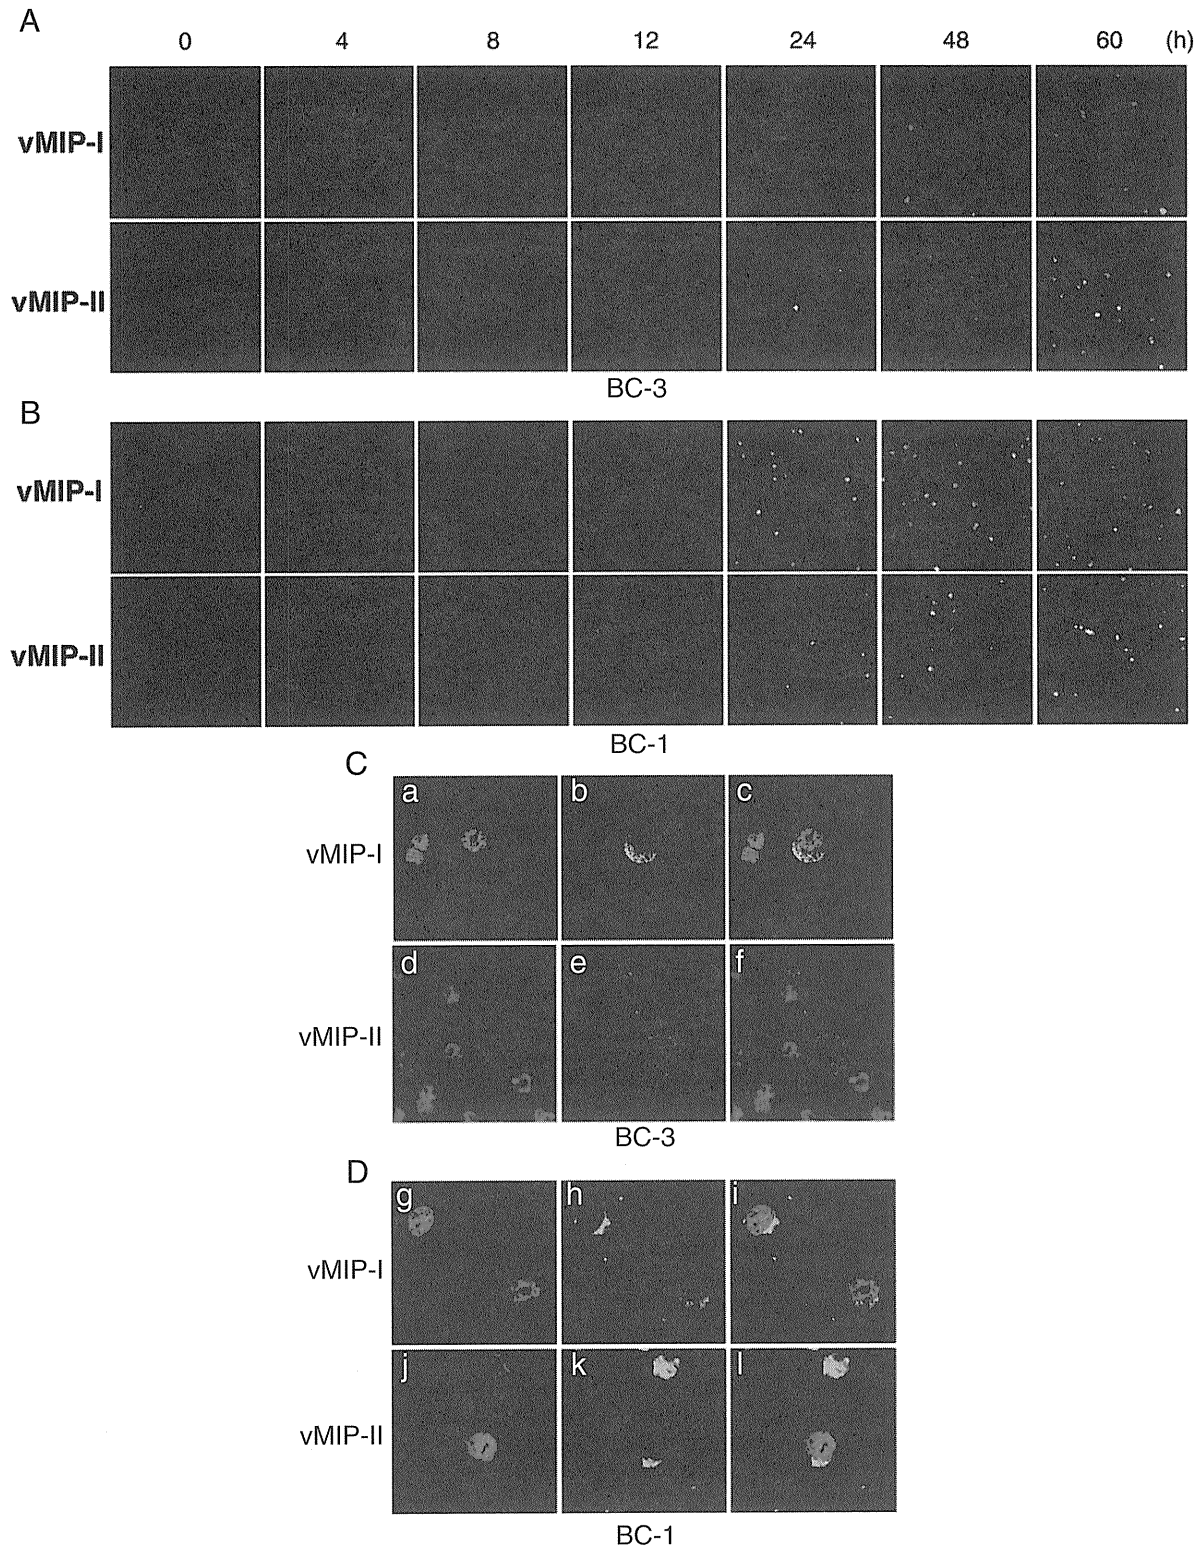 A
0 4 8 12 24 48 60 (h)
vMIP-I
vMIP-II
BC-3
B
vMIP-I
vMIP-II
BC-1
C
a b c
vMIP-I
d e f
vMIP-II
BC-3
D
g h i
vMIP-I
j k l
vMIP-II
BC-1